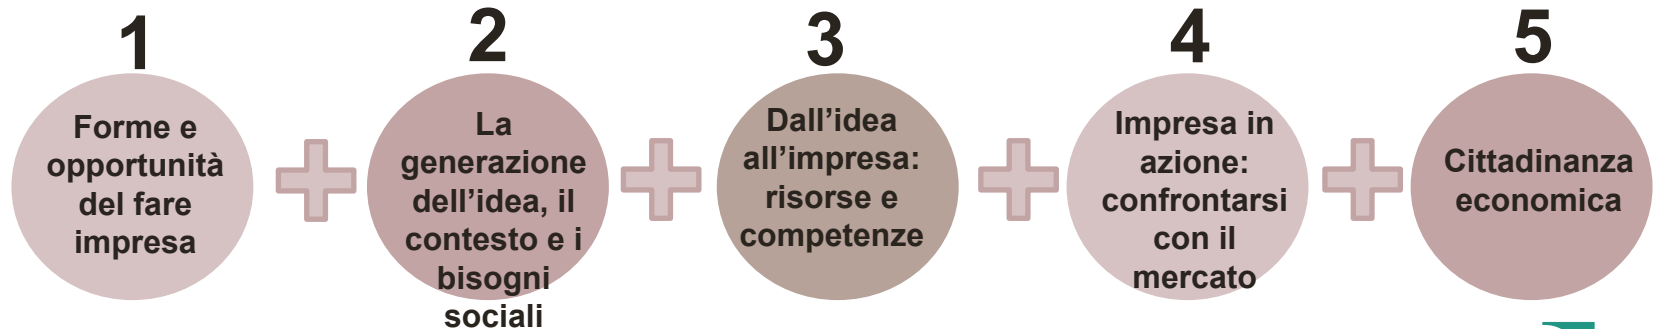 1
Forme e
opportunità
del fare
impresa
2
La
generazione
dell’idea, il
contesto e i
bisogni
sociali
3
Dall’idea
all’impresa:
risorse e
competenze
4
Impresa in
azione:
confrontarsi
con il
mercato
5
Cittadinanza
economica